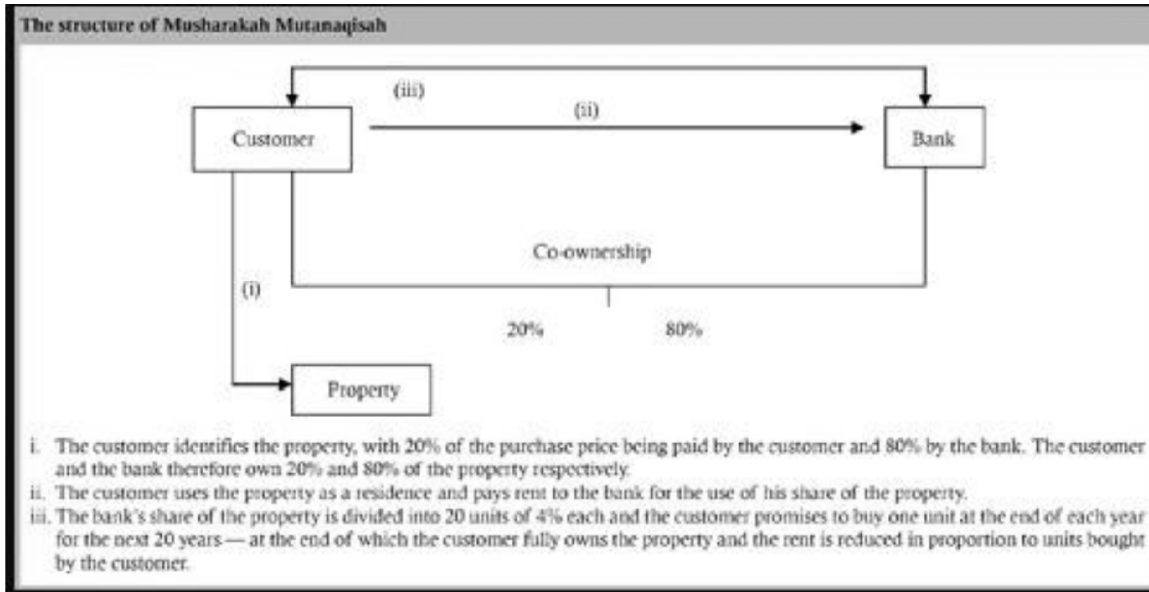 The structure of Musharakah Mutanaqisah
(iii)
(ii)
Customer
Bank
Co-ownership
(i)
20%
80%
Property
i. The customer identifies the property, with 20% of the purchase price being paid by the customer and 80% by the bank. The customer
and the bank therefore own 20% and 80% of the property respectively.
ii. The customer uses the property as a residence and pays rent to the bank for the use of his share of the property.
iii. The bank's share of the property is divided into 20 units of 4% each and the customer promises to buy one unit at the end of each year
for the next 20 years — at the end of which the customer fully owns the property and the rent is reduced in proportion to units bought
by the customer.